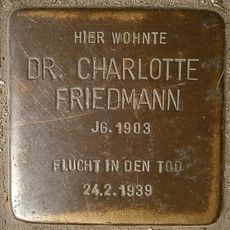 HIER WOHNTE
DR. CHARLOTTE
FRIEDMANN
JG. 1903
FLUCHT IN DEN TOD
24.2.1939